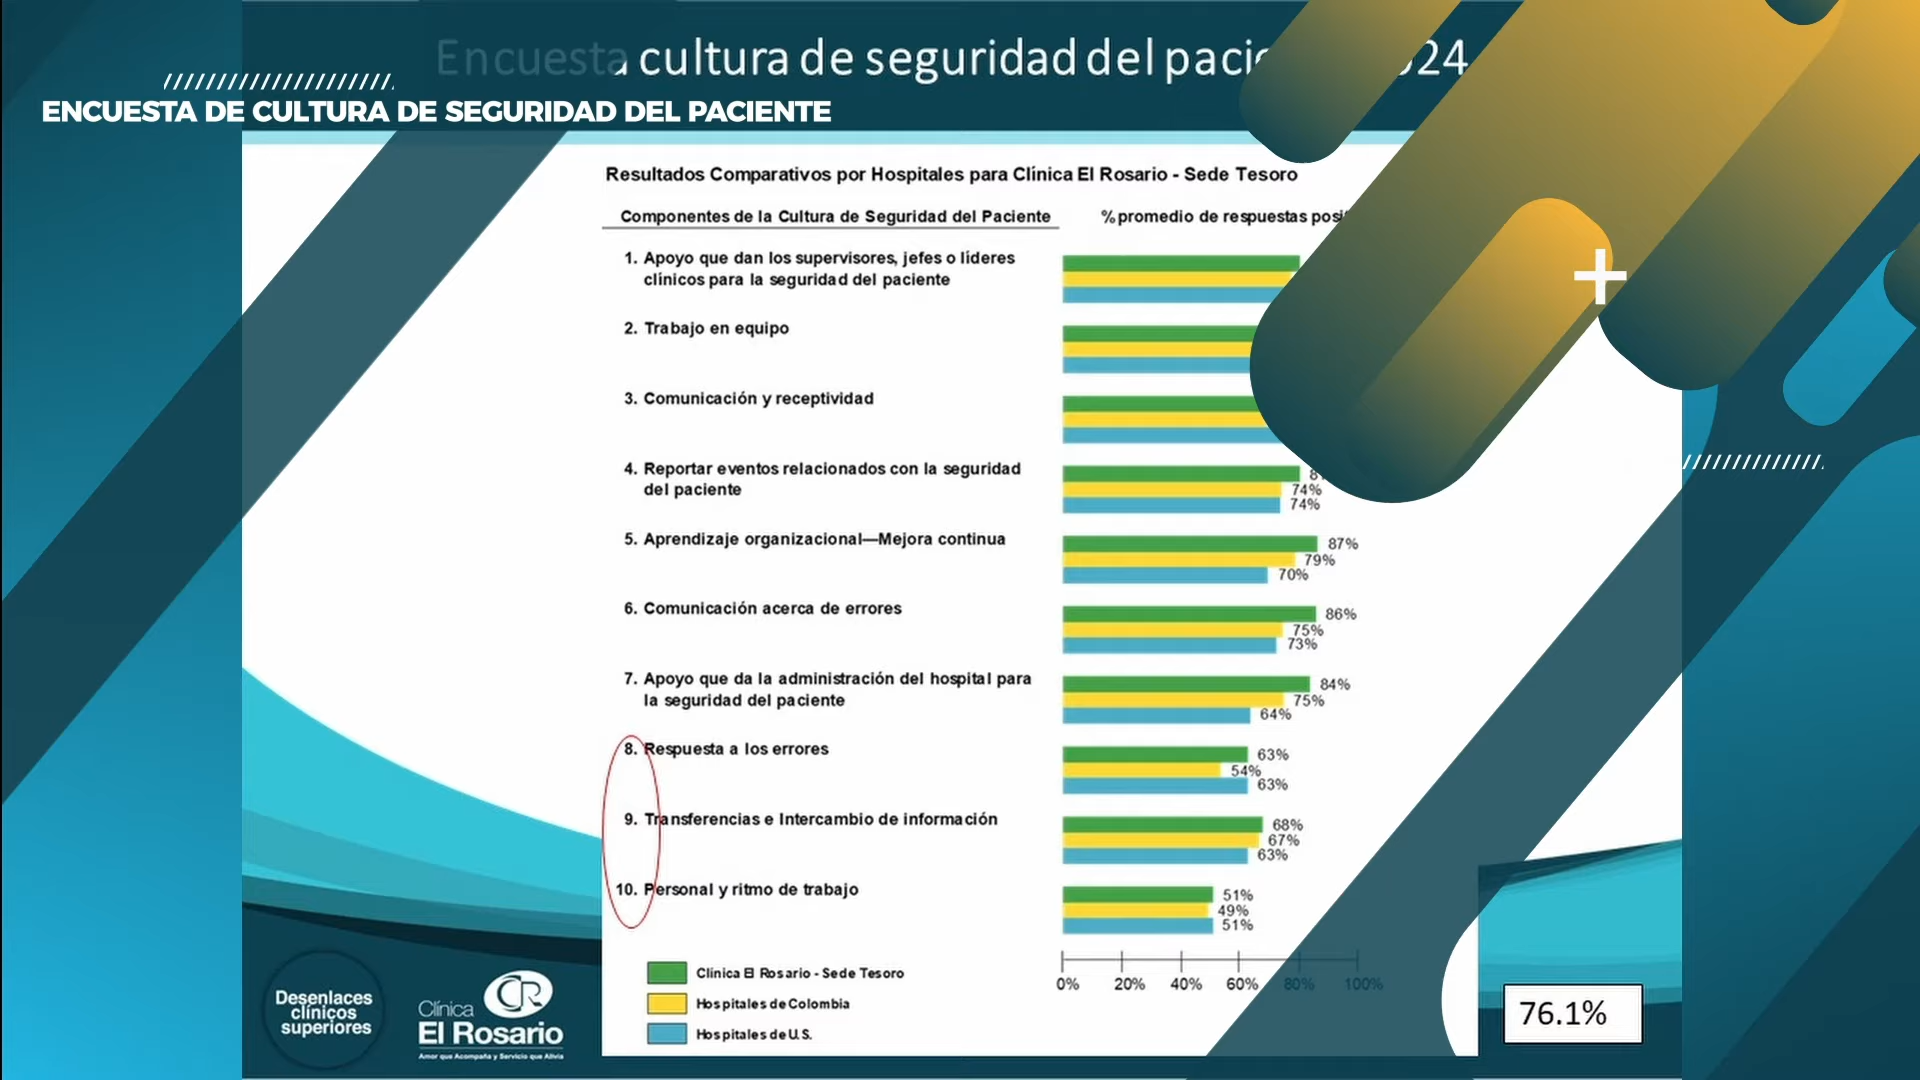 Encuesta cultura de seguridad del
ENCUESTA DE CULTURA DE SEGURIDAD DEL PACIENTE
Resultados Comparativos por Hospitales para Clínica El Rosario - Sede Tesoro
Componentes de la Cultura de Seguridad del Paciente
% promedio de respuestas
1. Apoyo que dan los supervisores, jefes o líderes
clínicos para la seguridad del paciente
2. Trabajo en equipo
3. Comunicación y receptividad
4. Reportar eventos relacionados con la seguridad
del paciente
74%
74%
5. Aprendizaje organizacional—Mejora continua
87%
79%
70%
6. Comunicación acerca de errores
86%
75%
73%
7. Apoyo que da la administración del hospital para
la seguridad del paciente
84%
75%
64%
8. Respuesta a los errores
63%
54%
63%
9. Transferencias e Intercambio de información
68%
67%
63%
10. Personal y ritmo de trabajo
51%
49%
51%
0% 20% 40% 60% 80% 100%
Clínica El Rosario - Sede Tesoro
Hospitales de Colombia
Hospitales de U.S.
Desenlaces
clínicos
superiores
CR
Clínica
El Rosario
Amor que Acompaña y Servicio que Alivia
76.1%